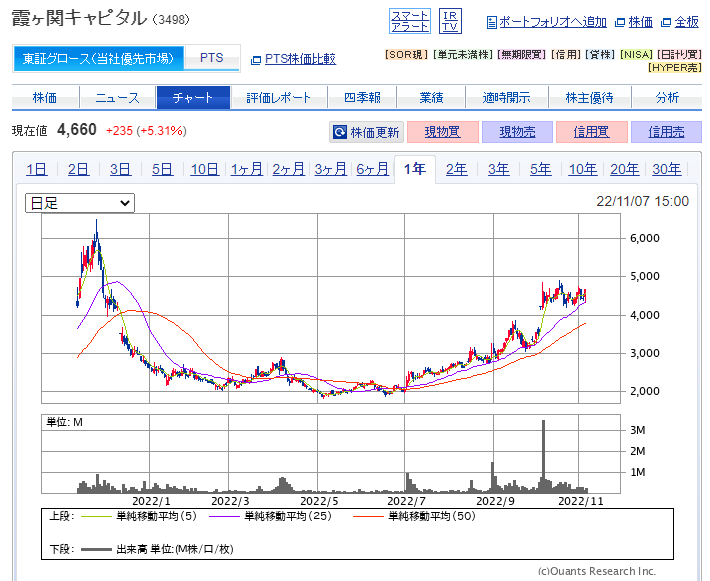 霞ヶ関キャピタル (3498)
スマート
アラート
IR
TV
ポートフォリオへ追加 株価 全板
東証グロース(当社優先市場) PTS PTS株価比較
[SOR現] [単元未満株] [無期限買] [信用] [貸株] [NISA] [日計り買]
[HYPER売]
株価 ニュース チャート 評価レポート 四季報 業績 適時開示 株主優待 分析
現在値 4,660 +235 (+5.31%) 株価更新 現物買 現物売 信用買 信用売
1日 2日 3日 5日 10日 1ヶ月 2ヶ月 3ヶ月 6ヶ月 1年 2年 3年 5年 10年 20年 30年
日足 22/11/07 15:00
6,000
5,000
4,000
3,000
2,000
単位: M
3M
2M
1M
2022/1 2022/3 2022/5 2022/7 2022/9 2022/11
上段: 単純移動平均(5) 単純移動平均(25) 単純移動平均(50)
下段: 出来高 単位:(M株/口/枚)
(c)Quants Research Inc.